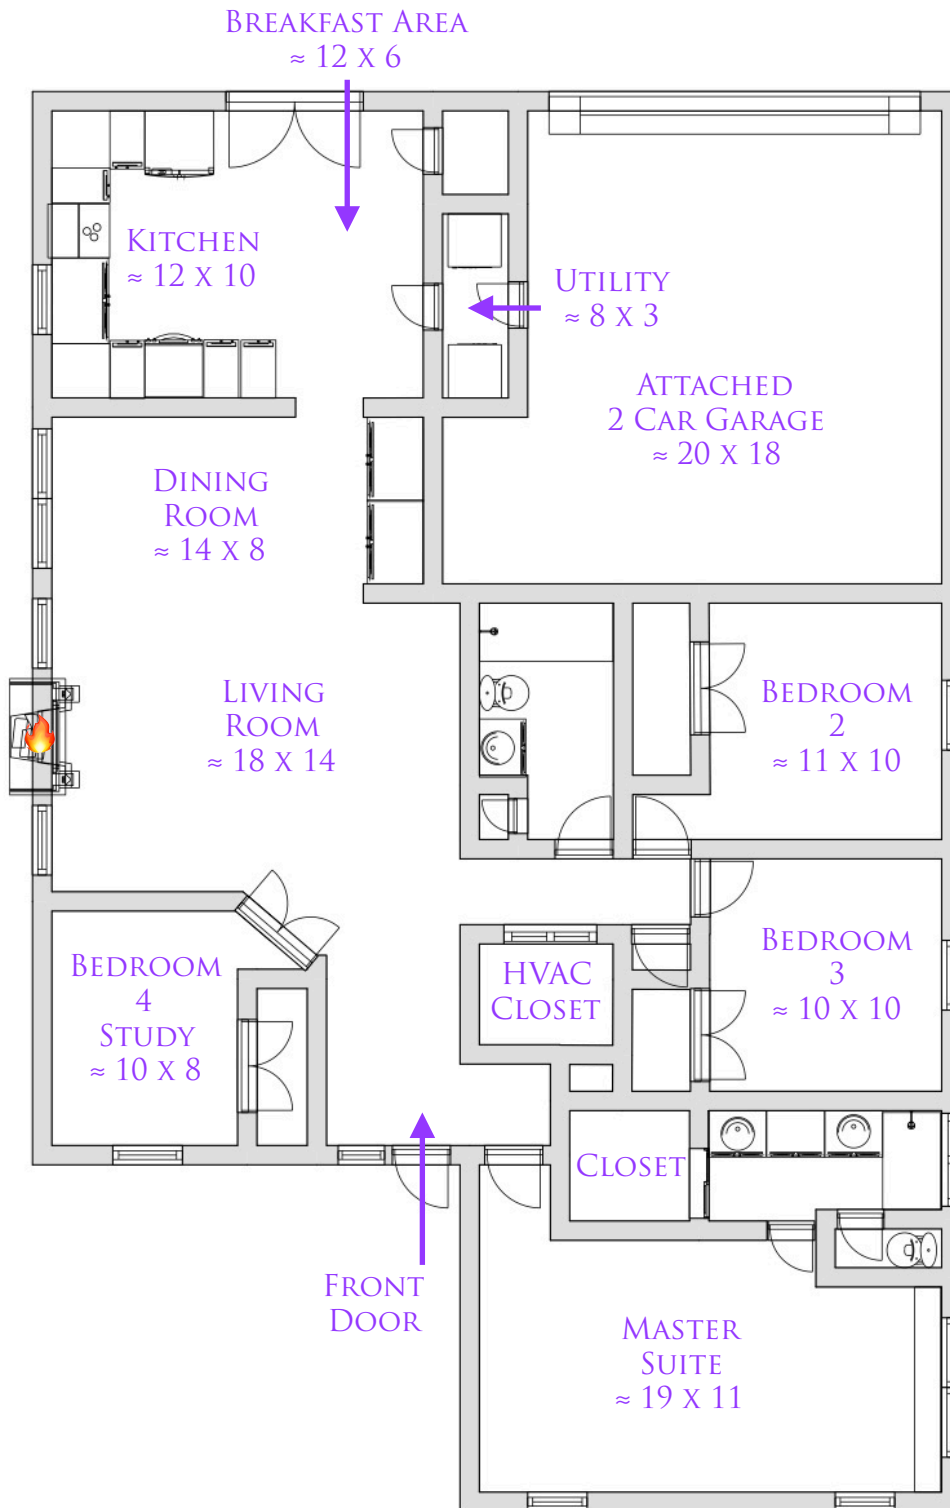 Breakfast Area
≈ 12 x 6
Kitchen
≈ 12 x 10
Utility
≈ 8 x 3
Attached
2 Car Garage
≈ 20 x 18
Dining
Room
≈ 14 x 8
Living
Room
≈ 18 x 14
Bedroom
2
≈ 11 x 10
Bedroom
4
Study
≈ 10 x 8
HVAC
Closet
Bedroom
3
≈ 10 x 10
Closet
Front
Door
Master
Suite
≈ 19 x 11